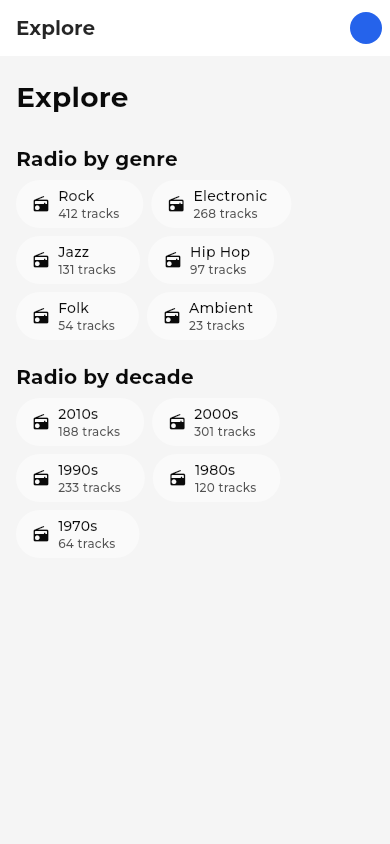 Explore
Explore
Radio by genre
Rock
412 tracks
Electronic
268 tracks
Jazz
131 tracks
Hip Hop
97 tracks
Folk
54 tracks
Ambient
23 tracks
Radio by decade
2010s
188 tracks
2000s
301 tracks
1990s
233 tracks
1980s
120 tracks
1970s
64 tracks